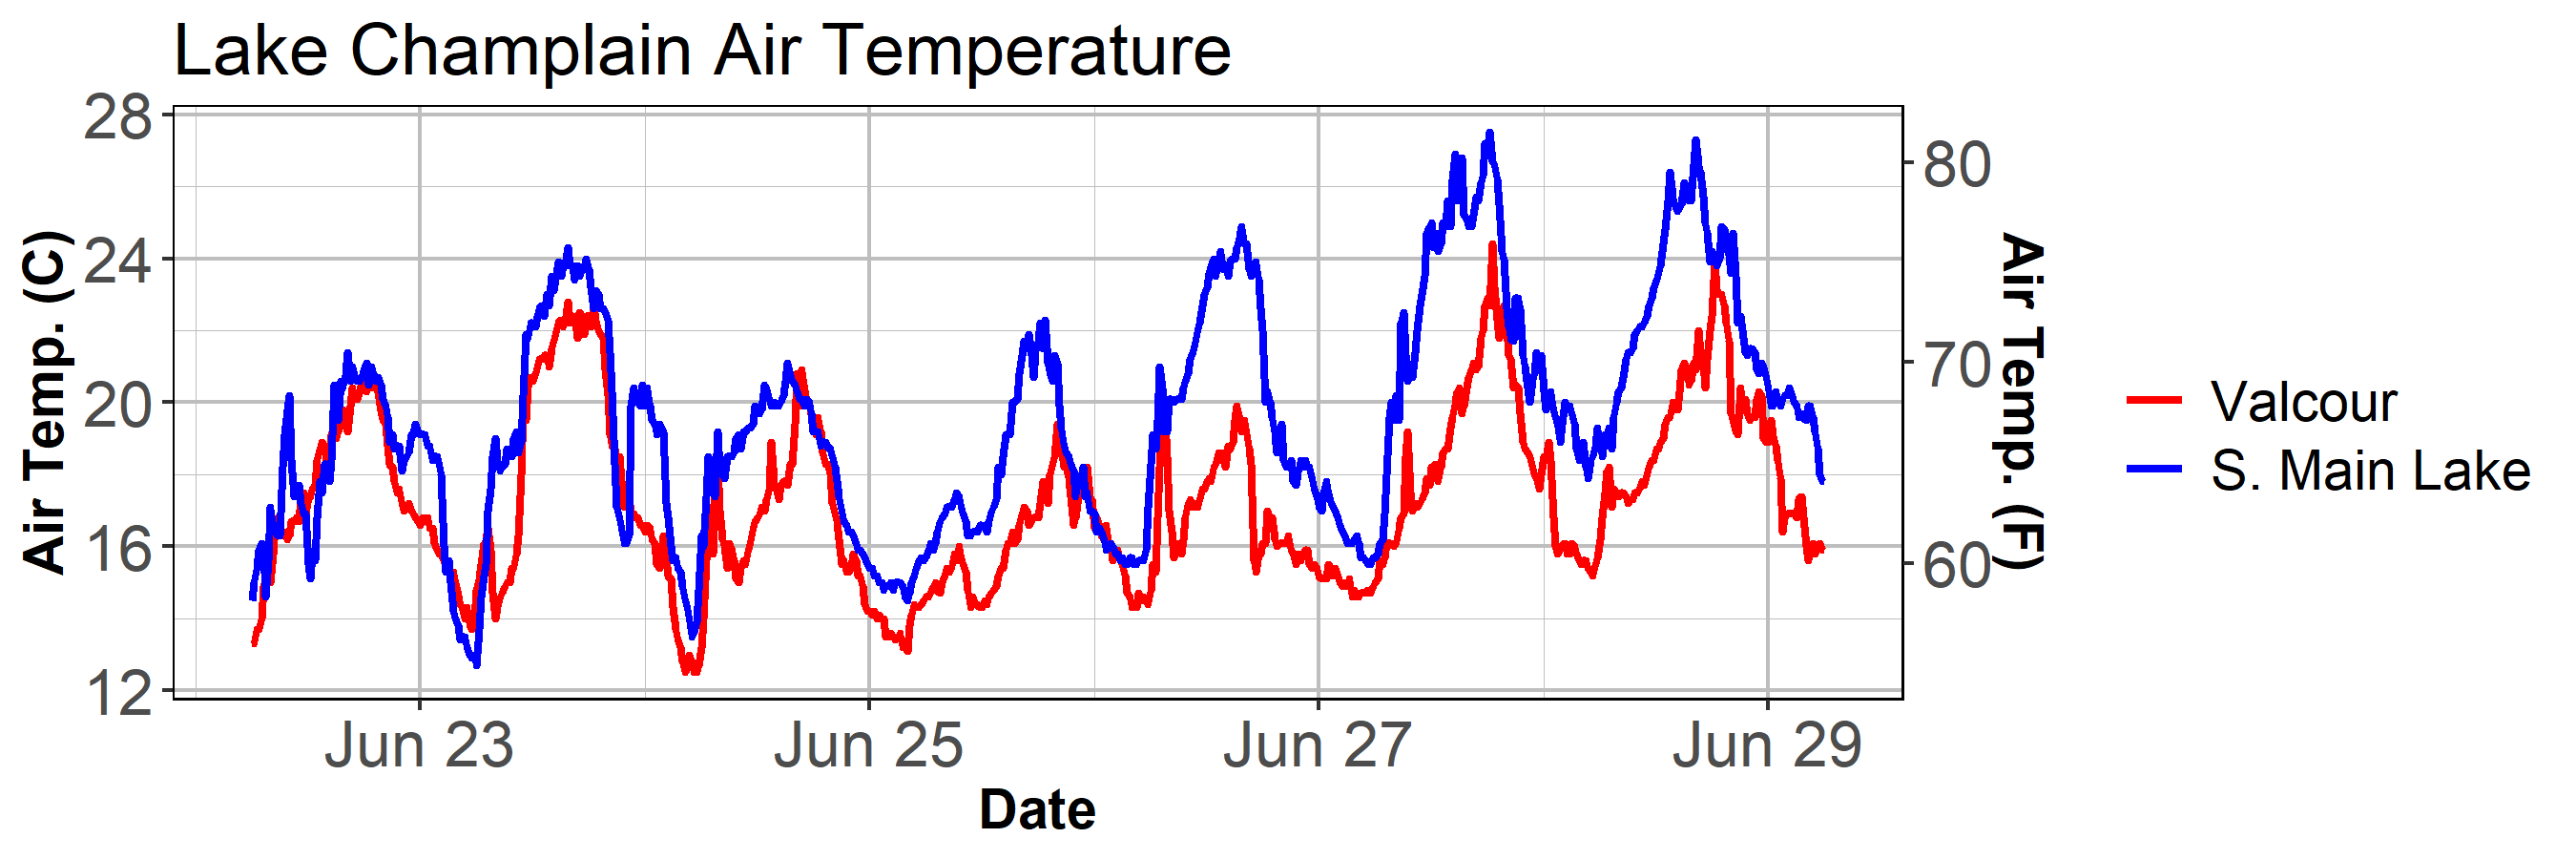 Lake Champlain Air Temperature
Air Temp. (C)
28
24
20
16
12
80
70
60
Air Temp. (F)
Jun 23
Jun 25
Jun 27
Jun 29
Date
Valcour
S. Main Lake